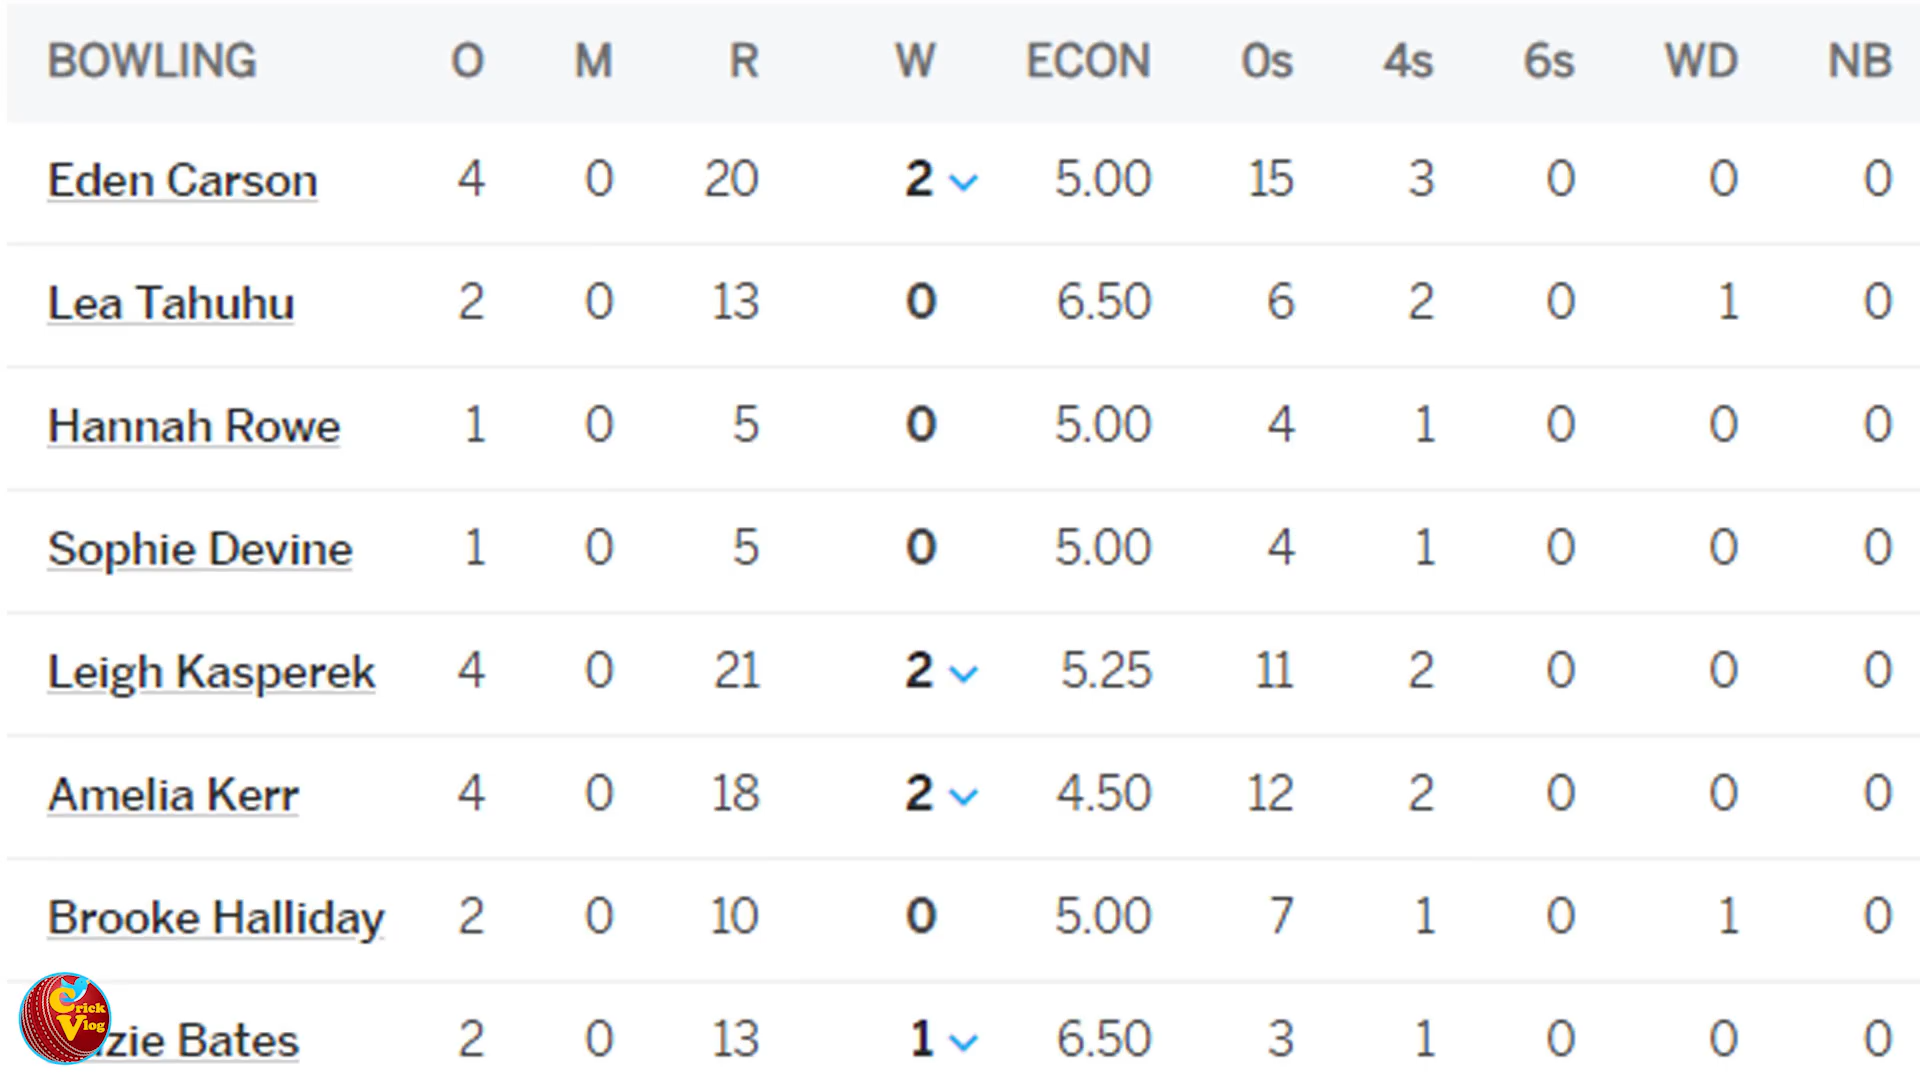 BOWLING O M R W ECON 0s 4s 6s WD NB
Eden Carson 4 0 20 2 5.00 15 3 0 0 0
Lea Tahuhu 2 0 13 0 6.50 6 2 0 1 0
Hannah Rowe 1 0 5 0 5.00 4 1 0 0 0
Sophie Devine 1 0 5 0 5.00 4 1 0 0 0
Leigh Kasperek 4 0 21 2 5.25 11 2 0 0 0
Amelia Kerr 4 0 18 2 4.50 12 2 0 0 0
Brooke Halliday 2 0 10 0 5.00 7 1 0 1 0
zie Bates 2 0 13 1 6.50 3 1 0 0 0
Crick
Vlog